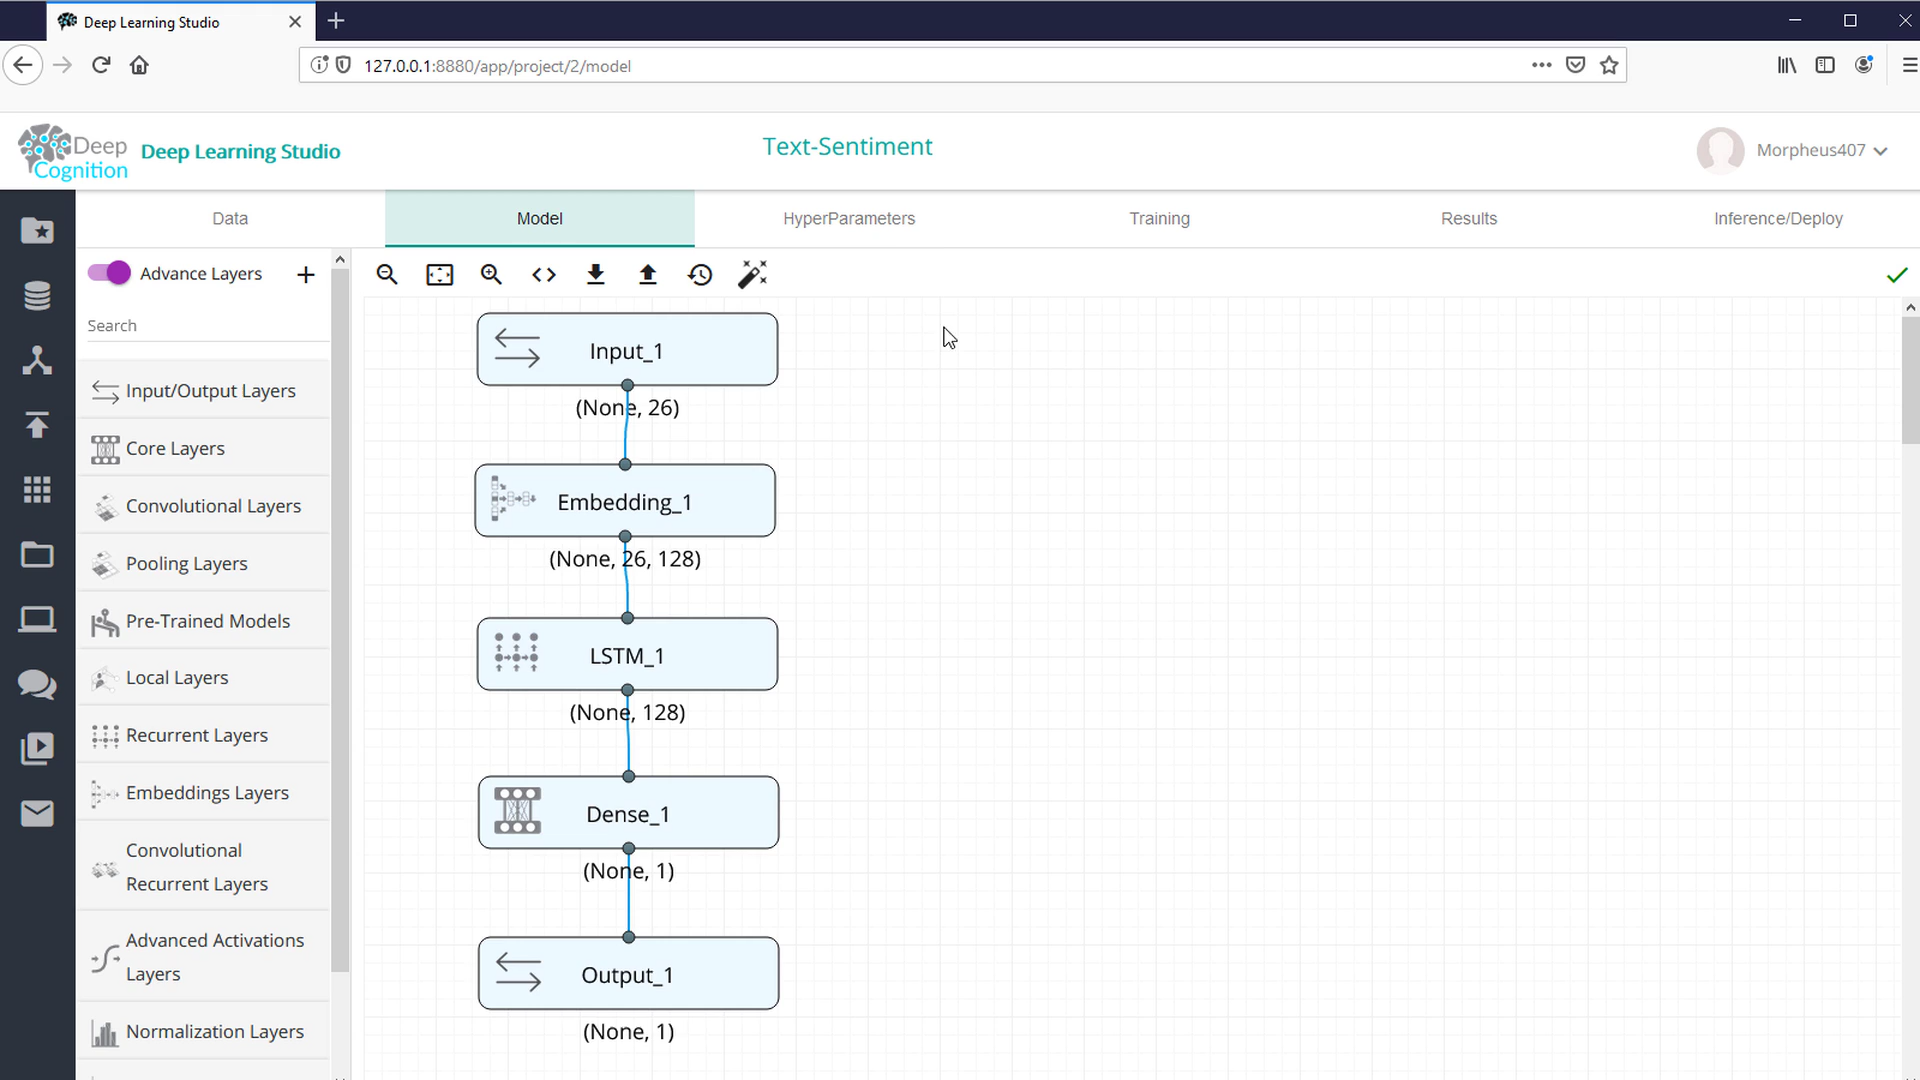 Deep Learning Studio
127.0.0.1:8880/app/project/2/model
Deep
Cognition
Deep Learning Studio
Text-Sentiment
Morpheus407
Data
Model
HyperParameters
Training
Results
Inference/Deploy
Advance Layers
Search
Input/Output Layers
Core Layers
Convolutional Layers
Pooling Layers
Pre-Trained Models
Local Layers
Recurrent Layers
Embeddings Layers
Convolutional
Recurrent Layers
Advanced Activations
Layers
Normalization Layers
Input_1
(None, 26)
Embedding_1
(None, 26, 128)
LSTM_1
(None, 128)
Dense_1
(None, 1)
Output_1
(None, 1)